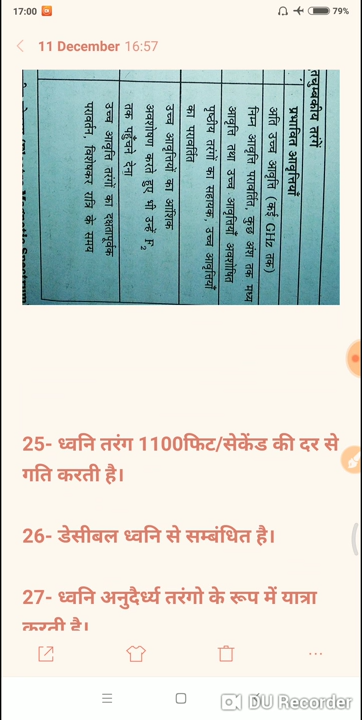 17:00
79%
11 December 16:57
चुम्बकीय तरंगें
प्रभावित आवृत्तियाँ
अति उच्च आवृति (कई GHz तक)
निम्न आवृति परावर्तित, कुछ अंश तक मध्य
आवृति तथा उच्च आवृत्तियाँ अवशोषित
पृष्ठीय तरंगों का सहायक, उच्च आवृत्तियाँ
का परावर्तित
उच्च आवृत्तियों का आंशिक
अवशोषण करते हुए भी उन्हें F2
तक पहुँचने देना
उच्च आवृत्ति तरंगों का दक्षतापूर्वक
परावर्तन, विशेषकर रात्रि के समय
25- ध्वनि तरंग 1100फिट/सेकेंड की दर से
गति करती है।
26- डेसीबल ध्वनि से सम्बंधित है।
27- ध्वनि अनुदैर्ध्य तरंगो के रूप में यात्रा
करती है।
DU Recorder